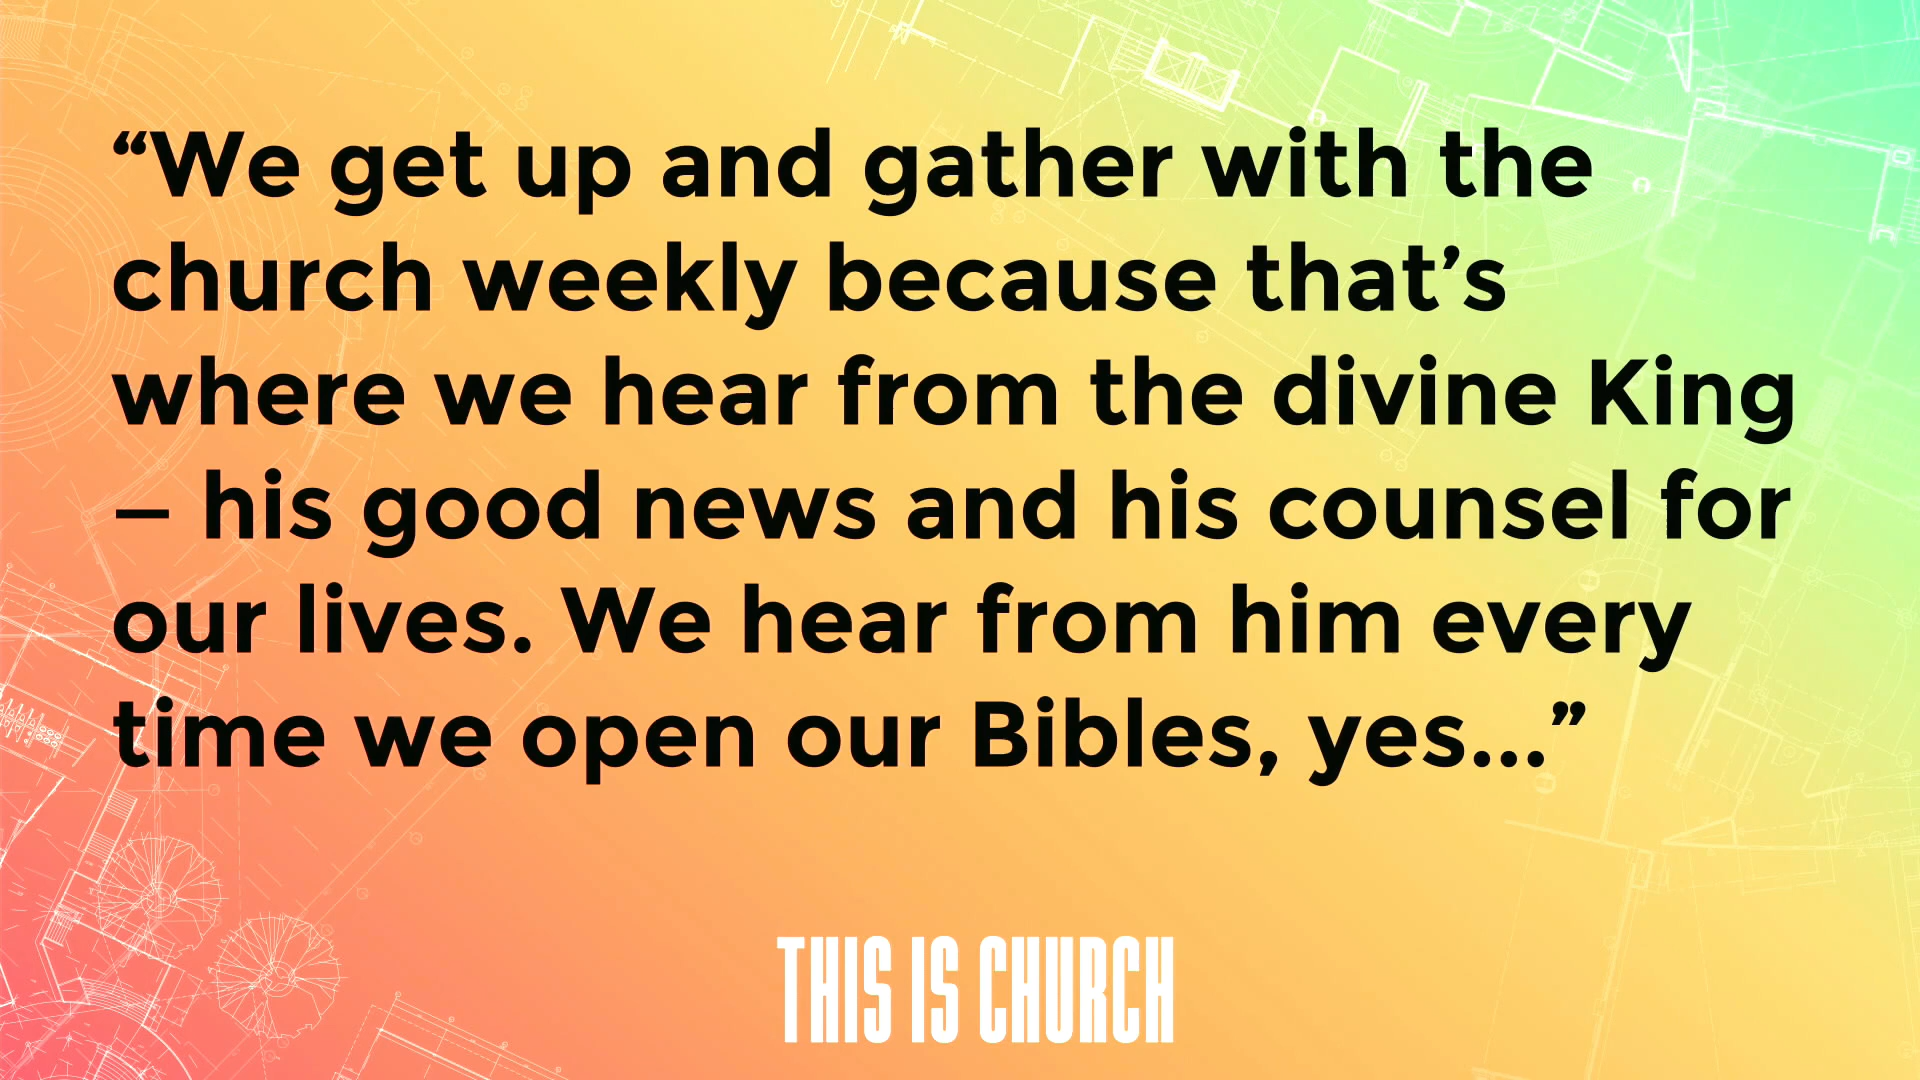 “We get up and gather with the
church weekly because that’s
where we hear from the divine King
– his good news and his counsel for
our lives. We hear from him every
time we open our Bibles, yes...”
THIS IS CHURCH